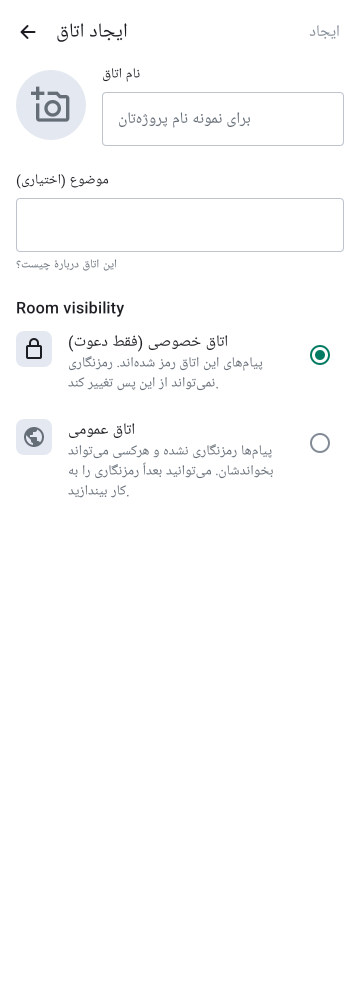 ایجاد اتاق
ایجاد
نام اتاق
برای نمونه نام پروژه‌تان
موضوع (اختیاری)
این اتاق دربارهٔ چیست؟
Room visibility
اتاق خصوصی (فقط دعوت)
پیام‌های این اتاق رمز شده‌اند. رمزنگاری
نمی‌تواند از این پس تغییر کند.
اتاق عمومی
پیام‌ها رمزنگاری نشده و هرکسی می‌تواند
بخواندشان. می‌توانید بعداً رمزنگاری را به
کار بیندازید.